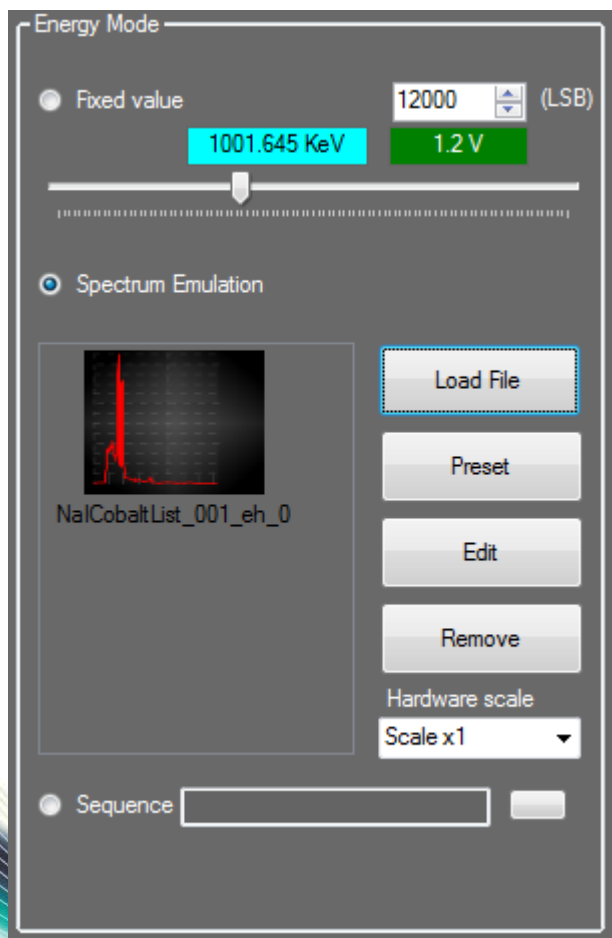 Energy Mode
Fixed value 12000 (LSB)
1001.645 KeV 1.2 V
Spectrum Emulation
Load File
Preset
NaICobaltList_001_eh_0
Edit
Remove
Hardware scale
Scale x1
Sequence